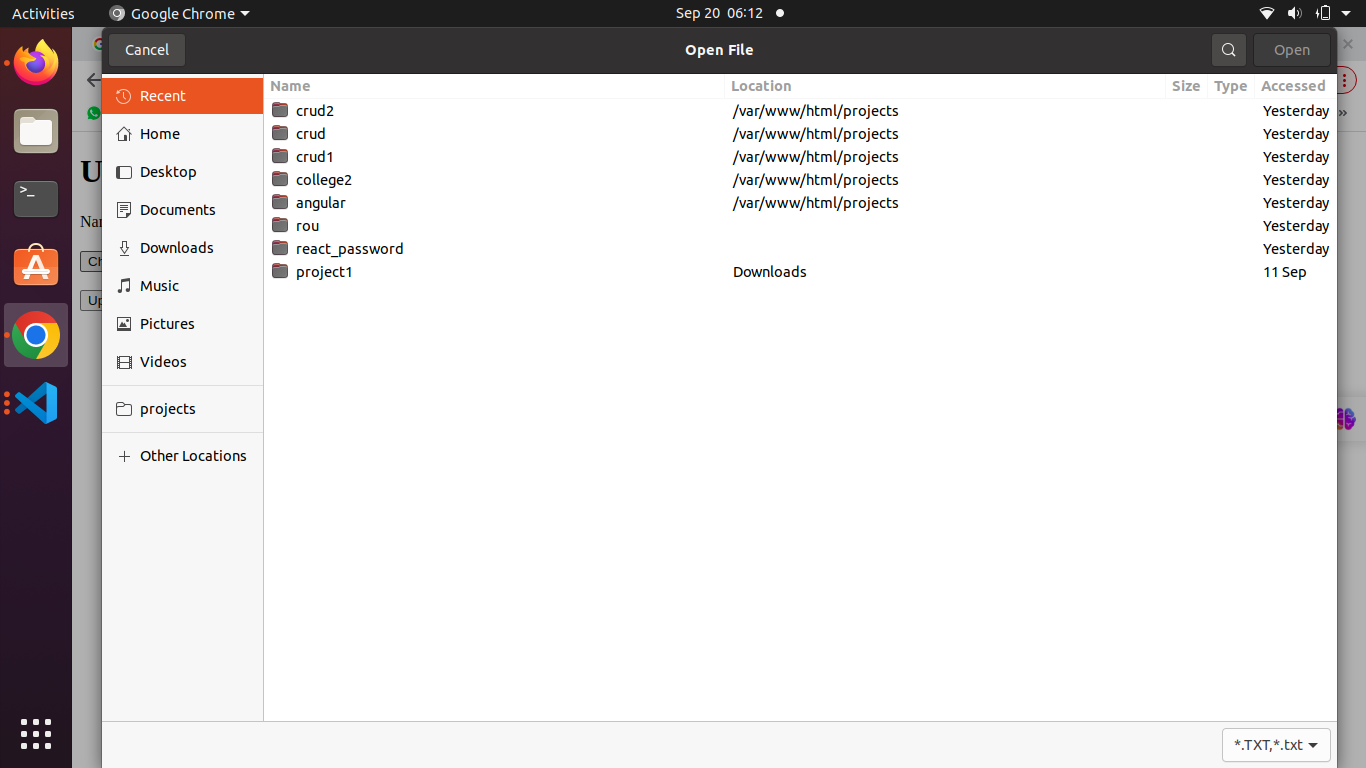 Activities Google Chrome Sep 20 06:12
Cancel Open File Open
Recent
Home
Desktop
Documents
Downloads
Music
Pictures
Videos
projects
Other Locations
Name Location Size Type Accessed
crud2 /var/www/html/projects Yesterday
crud /var/www/html/projects Yesterday
crud1 /var/www/html/projects Yesterday
college2 /var/www/html/projects Yesterday
angular /var/www/html/projects Yesterday
rou Yesterday
react_password Yesterday
project1 Downloads 11 Sep
*.TXT,*.txt